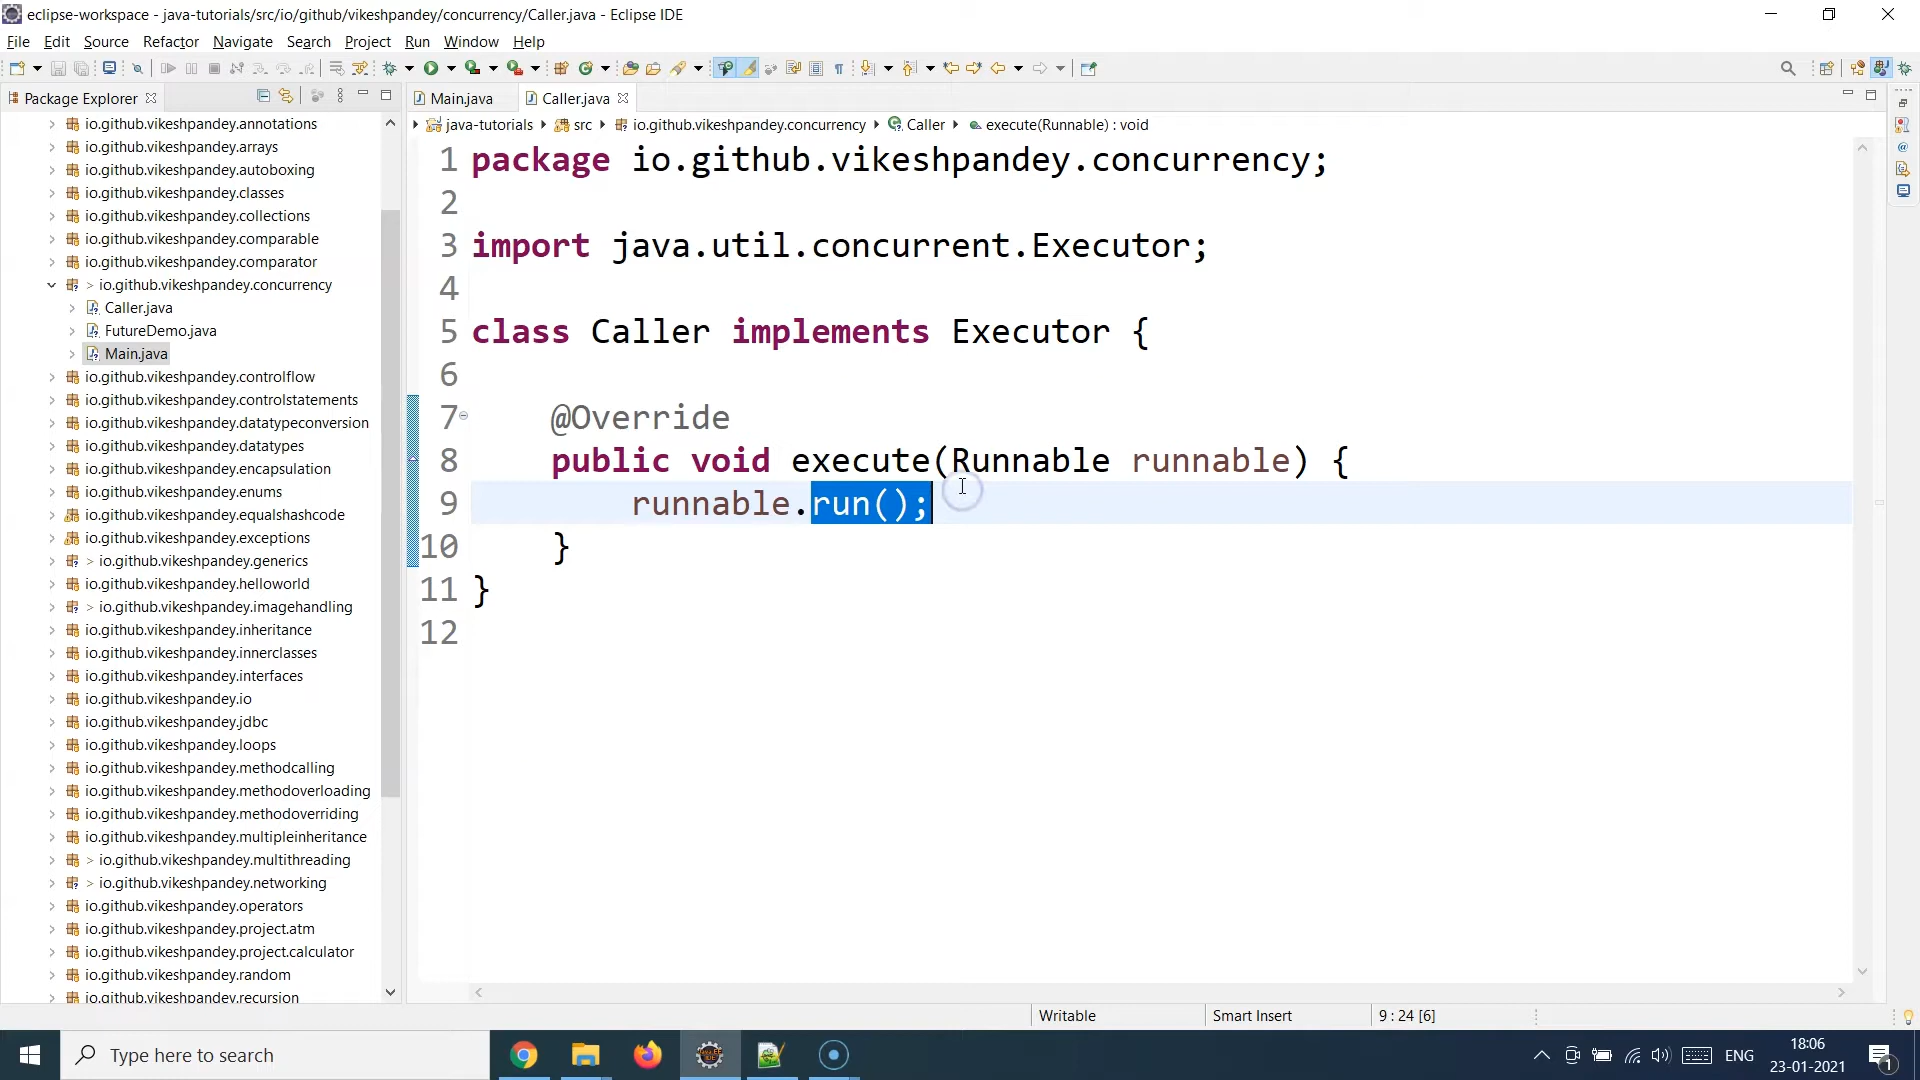 eclipse-workspace - java-tutorials/src/io/github/vikeshpandey/concurrency/Caller.java - Eclipse IDE
File Edit Source Refactor Navigate Search Project Run Window Help
Package Explorer
Main.java
Caller.java
io.github.vikeshpandey.annotations
io.github.vikeshpandey.arrays
io.github.vikeshpandey.autoboxing
io.github.vikeshpandey.classes
io.github.vikeshpandey.collections
io.github.vikeshpandey.comparable
io.github.vikeshpandey.comparator
> io.github.vikeshpandey.concurrency
Caller.java
FutureDemo.java
Main.java
io.github.vikeshpandey.controlflow
io.github.vikeshpandey.controlstatements
io.github.vikeshpandey.datatypeconversion
io.github.vikeshpandey.datatypes
io.github.vikeshpandey.encapsulation
io.github.vikeshpandey.enums
io.github.vikeshpandey.equalshashcode
io.github.vikeshpandey.exceptions
> io.github.vikeshpandey.generics
io.github.vikeshpandey.helloworld
> io.github.vikeshpandey.imagehandling
io.github.vikeshpandey.inheritance
io.github.vikeshpandey.innerclasses
io.github.vikeshpandey.interfaces
io.github.vikeshpandey.io
io.github.vikeshpandey.jdbc
io.github.vikeshpandey.loops
io.github.vikeshpandey.methodcalling
io.github.vikeshpandey.methodoverloading
io.github.vikeshpandey.methodoverriding
io.github.vikeshpandey.multipleinheritance
> io.github.vikeshpandey.multithreading
> io.github.vikeshpandey.networking
io.github.vikeshpandey.operators
io.github.vikeshpandey.project.atm
io.github.vikeshpandey.project.calculator
io.github.vikeshpandey.random
io.github.vikeshpandey.recursion
java-tutorials src io.github.vikeshpandey.concurrency Caller execute(Runnable) : void
1 package io.github.vikeshpandey.concurrency;
2
3 import java.util.concurrent.Executor;
4
5 class Caller implements Executor {
6
7 @Override
8 public void execute(Runnable runnable) {
9 runnable.run();
10 }
11 }
12
Writable
Smart Insert
9 : 24 [6]
Type here to search
ENG
18:06
23-01-2021
1